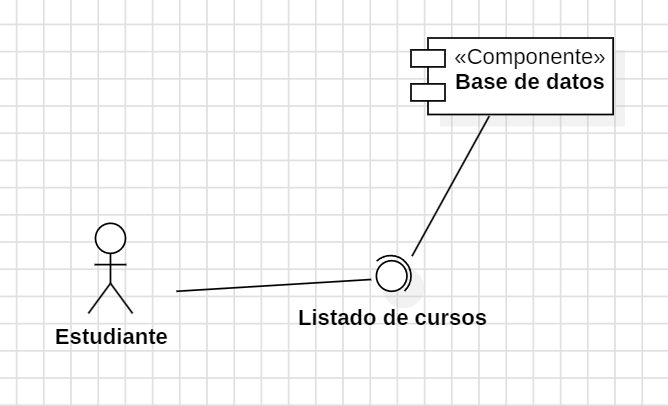 «Componente»
Base de datos
Listado de cursos
Estudiante